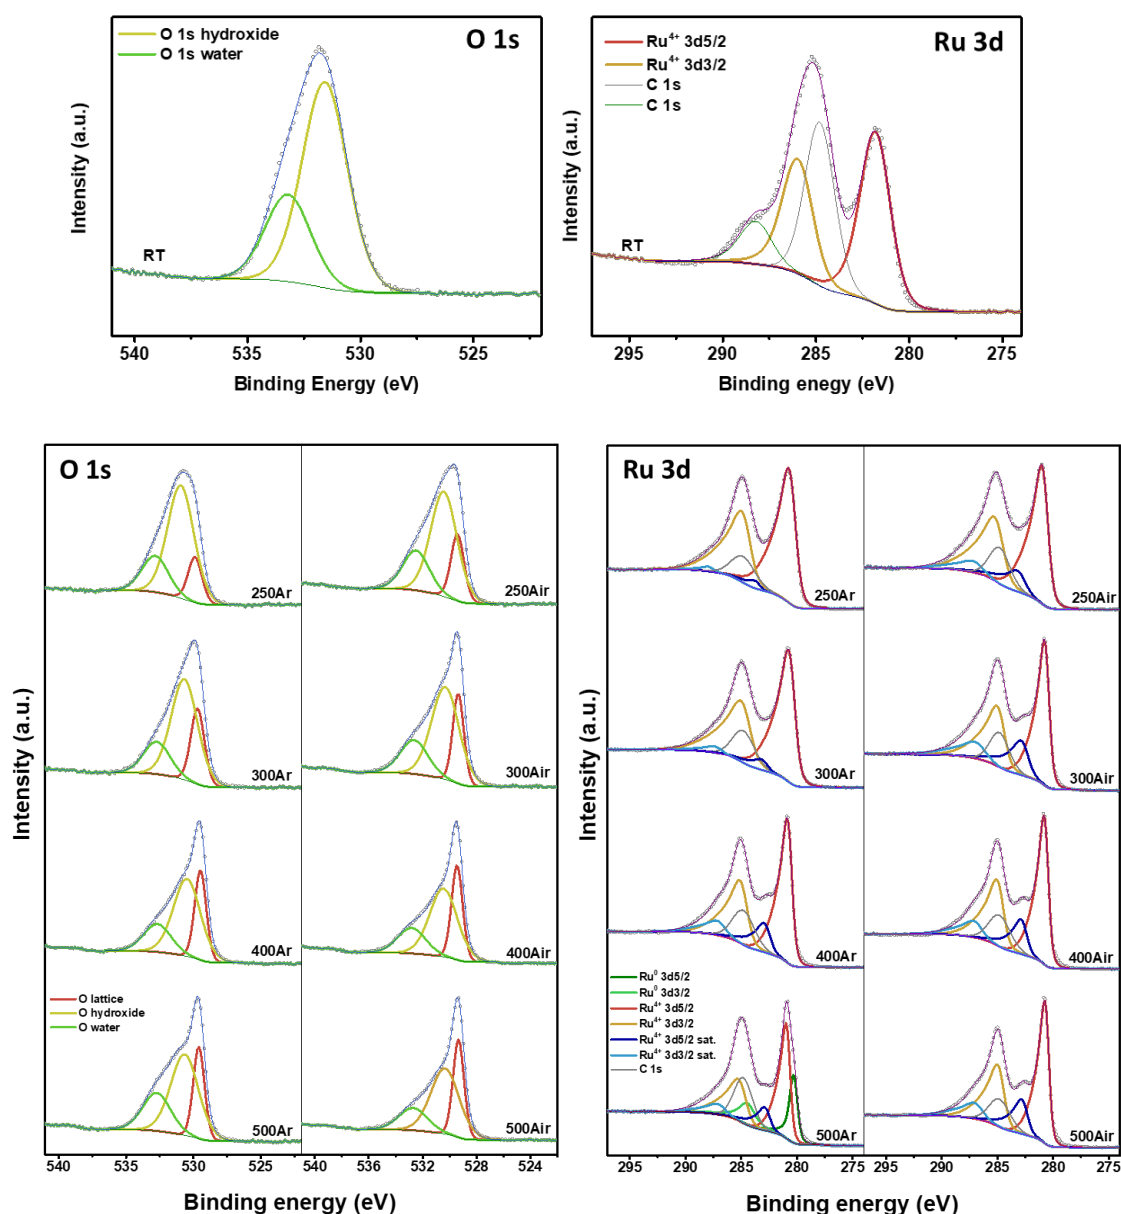 O 1s hydroxide
O 1s water
O 1s
RT
Intensity (a.u.)
540 535 530 525
Binding Energy (eV)
Ru⁴⁺ 3d5/2
Ru⁴⁺ 3d3/2
C 1s
C 1s
Ru 3d
RT
Intensity (a.u.)
295 290 285 280 275
Binding enegy (eV)
O 1s
250Ar
250Air
300Ar
300Air
400Ar
400Air
O lattice
O hydroxide
O water
500Ar
500Air
Intensity (a.u.)
540 536 532 528 540 536 532 528 524
Binding energy (eV)
Ru 3d
250Ar
250Air
300Ar
300Air
400Ar
400Air
Ru⁰ 3d5/2
Ru⁰ 3d3/2
Ru⁴⁺ 3d5/2
Ru⁴⁺ 3d3/2
Ru⁴⁺ 3d5/2 sat.
Ru⁴⁺ 3d3/2 sat.
C 1s
500Ar
500Air
Intensity (a.u.)
295 290 285 280 275 295 290 285 280 275
Binding energy (eV)